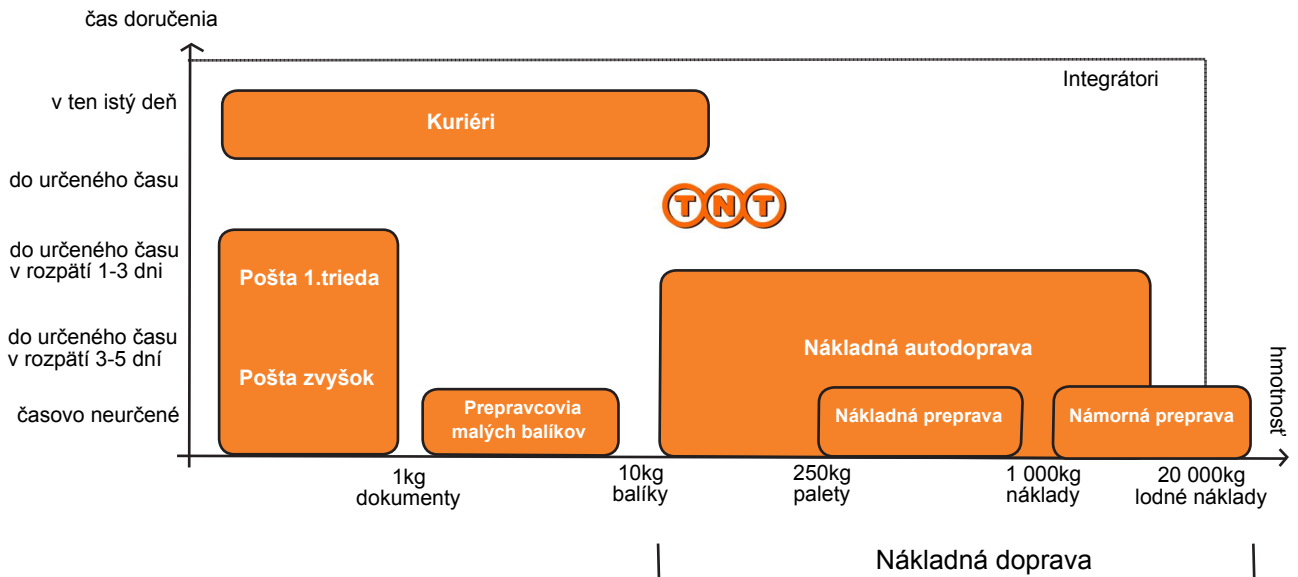 čas doručenia
v ten istý deň
Integrátori
Kuriéri
do určeného času
TNT
do určeného času
v rozpätí 1-3 dni
Pošta 1.trieda
do určeného času
v rozpätí 3-5 dní
Nákladná autodoprava
hmotnosť
Pošta zvyšok
časovo neurčené
Prepravcovia
malých balíkov
Nákladná preprava
Námorná preprava
1kg
dokumenty
10kg
balíky
250kg
palety
1 000kg
náklady
20 000kg
lodné náklady
Nákladná doprava